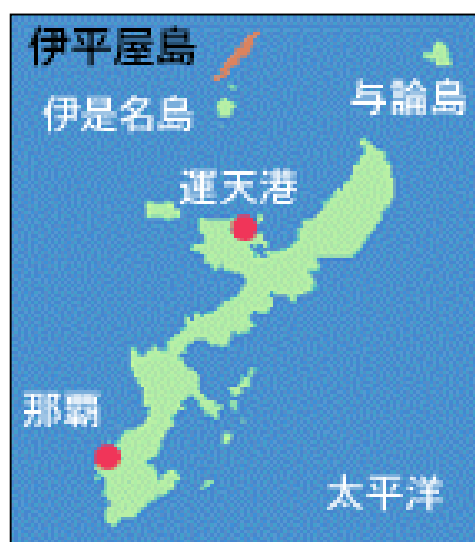 伊平屋島
伊是名島
与論島
運天港
那覇
太平洋